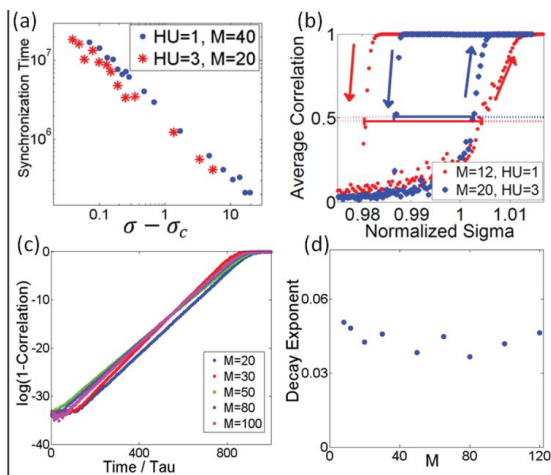 (a)
HU=1, M=40
HU=3, M=20
Synchronization Time
10^7
10^6
0.1 1 10
σ − σ_c
(b)
Average Correlation
1
0.5
0
0.98 0.99 1 1.01
Normalized Sigma
M=12, HU=1
M=20, HU=3
(c)
log(1-Correlation)
0
-10
-20
-30
-40
0 400 800
Time / Tau
M=20
M=30
M=50
M=80
M=100
(d)
Decay Exponent
0.06
0.03
0
0 40 80 120
M